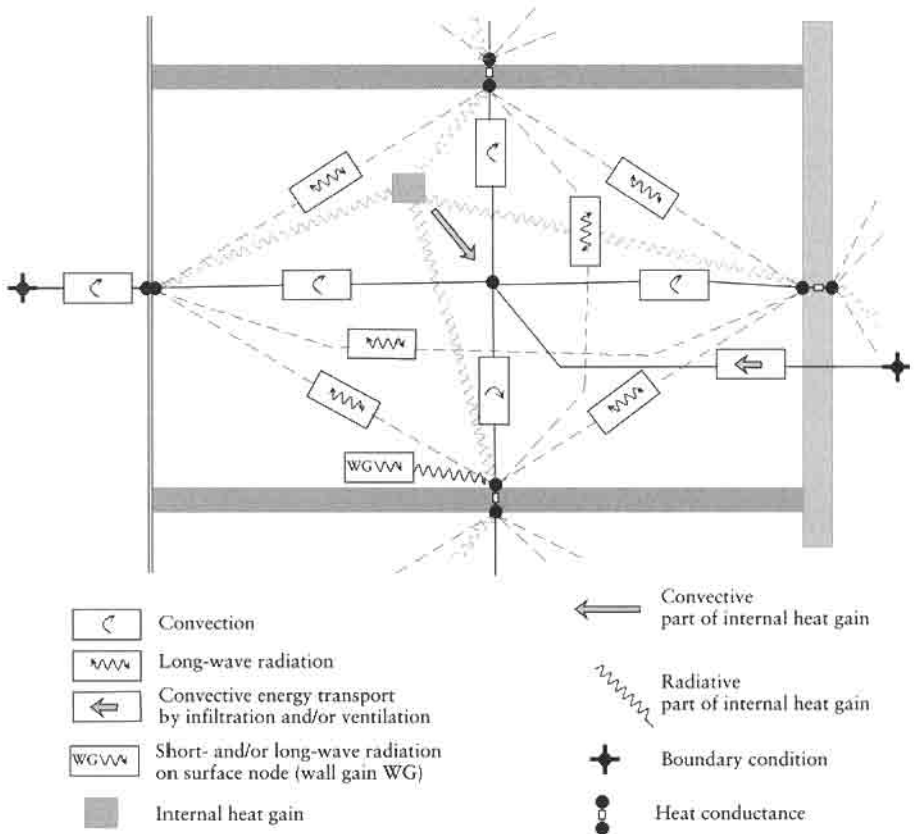 WG
Convection
Long-wave radiation
Convective energy transport
by infiltration and/or ventilation
WG
Short- and/or long-wave radiation
on surface node (wall gain WG)
Internal heat gain
Convective
part of internal heat gain
Radiative
part of internal heat gain
Boundary condition
Heat conductance